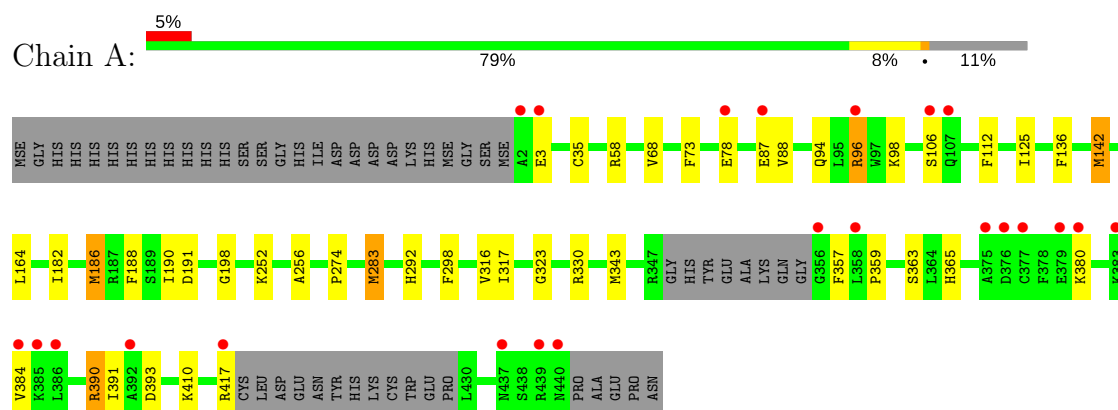 5%
Chain A:
79% 8% • 11%
MSE GLY HIS HIS HIS HIS HIS HIS HIS HIS HIS HIS SER SER GLY HIS ILE ASP ASP ASP ASP LYS HIS MSE GLY SER MSE A2 E3 C35 R58 V68 F73 E78 E87 V88 Q94 L95 R96 W97 K98 S106 Q107 F112 I125 F136 M142
L164 I182 M186 R187 F188 S189 I190 D191 G198 K252 A256 P274 M283 H292 F298 V316 I317 G323 R330 M343 R347 GLY HIS TYR GLU ALA LYS GLN GLY G356 F357 L358 P359 S363 L364 H365 A375 D376 C377 F378 E379 K380 K383
V384 K385 L386 R390 I391 A392 D393 K410 R417 CYS LEU ASP GLU ASN TYR HIS LYS CYS TRP GLU PRO L430 N437 S438 R439 N440 PRO ALA GLU PRO ASN